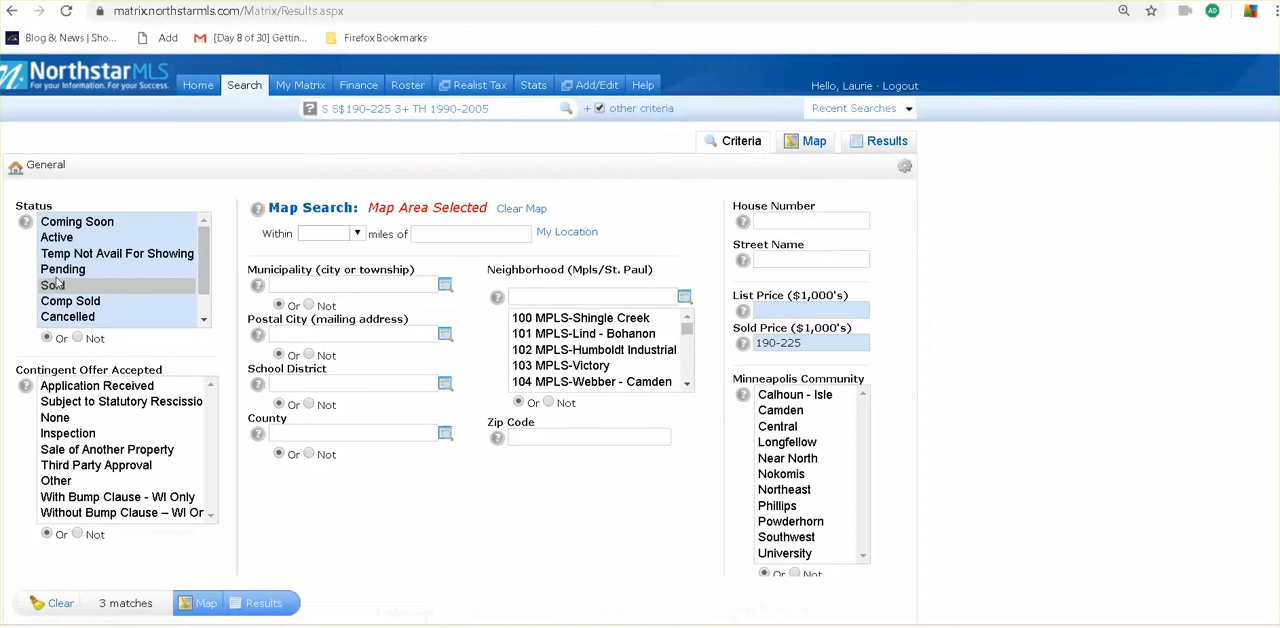 matrix.northstarmls.com/Matrix/Results.aspx
AD
Blog & News | Sho...
Add
[Day 8 of 30] Gettin...
Firefox Bookmarks
NorthstarMLS
For your Information. For your Success.
Home
Search
My Matrix
Finance
Roster
Realist Tax
Stats
Add/Edit
Help
Hello, Laurie · Logout
S S$190-225 3+ TH 1990-2005
+ other criteria
Recent Searches
Criteria
Map
Results
General
Status
Coming Soon
Active
Temp Not Avail For Showing
Pending
Sold
Comp Sold
Cancelled
Or Not
Contingent Offer Accepted
Application Received
Subject to Statutory Rescissio
None
Inspection
Sale of Another Property
Third Party Approval
Other
With Bump Clause - WI Only
Without Bump Clause – WI Or
Or Not
Map Search: Map Area Selected Clear Map
Within miles of My Location
Municipality (city or township)
Or Not
Postal City (mailing address)
Or Not
School District
Or Not
County
Or Not
Neighborhood (Mpls/St. Paul)
100 MPLS-Shingle Creek
101 MPLS-Lind - Bohanon
102 MPLS-Humboldt Industrial
103 MPLS-Victory
104 MPLS-Webber - Camden
Or Not
Zip Code
House Number
Street Name
List Price ($1,000's)
Sold Price ($1,000's)
190-225
Minneapolis Community
Calhoun - Isle
Camden
Central
Longfellow
Near North
Nokomis
Northeast
Phillips
Powderhorn
Southwest
University
Or Not
Clear
3 matches
Map
Results